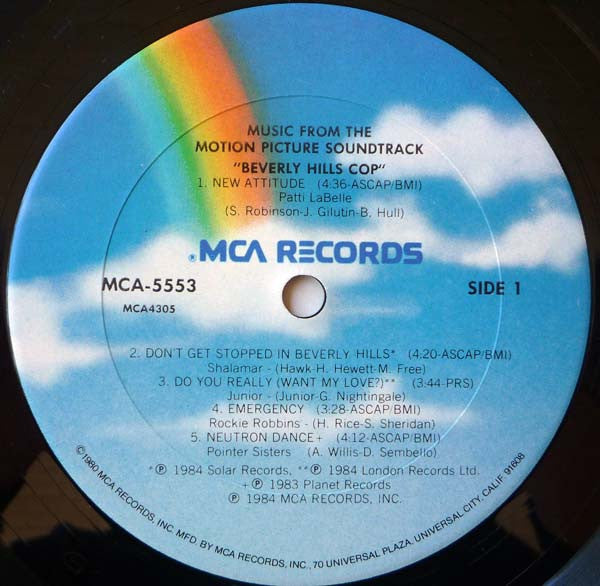 MUSIC FROM THE
MOTION PICTURE SOUNDTRACK
"BEVERLY HILLS COP"
1. NEW ATTITUDE (4:36-ASCAP/BMI)
Patti LaBelle
(S. Robinson-J. Gilutin-B. Hull)
®MCA RECORDS
MCA-5553
SIDE 1
MCA4305
2. DON'T GET STOPPED IN BEVERLY HILLS* (4:20-ASCAP/BMI)
Shalamar - (Hawk-H. Hewett-M. Free)
3. DO YOU REALLY (WANT MY LOVE?)** (3:44-PRS)
Junior - (Junior-G. Nightingale)
4. EMERGENCY (3:28-ASCAP/BMI)
Rockie Robbins - (H. Rice-S. Sheridan)
5. NEUTRON DANCE+ (4:12-ASCAP/BMI)
Pointer Sisters (A. Willis-D. Sembello)
*℗ 1984 Solar Records, **℗ 1984 London Records Ltd.
+℗ 1983 Planet Records
℗ 1984 MCA RECORDS, INC.
©1980 MCA RECORDS, INC. MFD. BY MCA RECORDS, INC., 70 UNIVERSAL PLAZA, UNIVERSAL CITY, CALIF. 91608